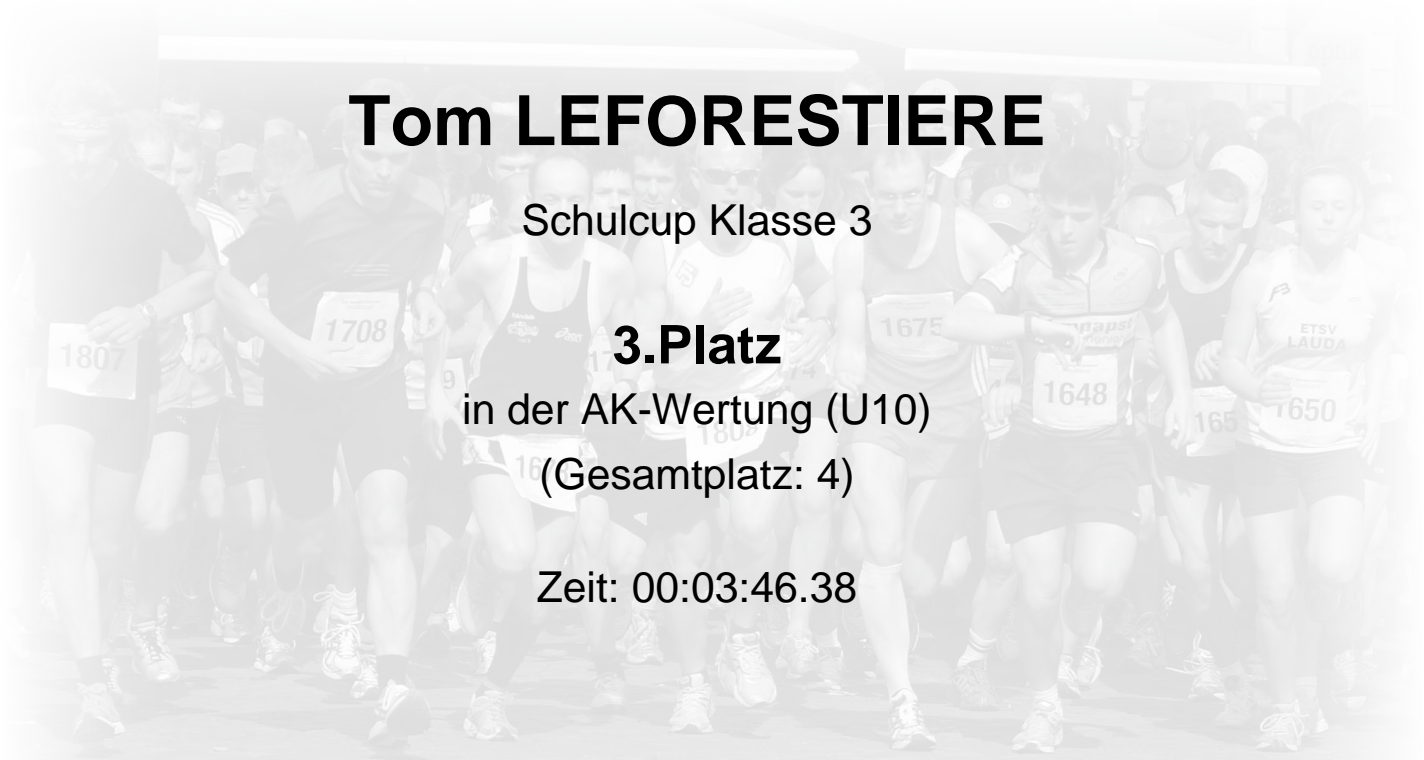 Tom LEFORESTIERE
Schulcup Klasse 3
3.Platz
in der AK-Wertung (U10)
(Gesamtplatz: 4)
Zeit: 00:03:46.38
1807
1708
1675
1648
1650
ETSV
LAUDA